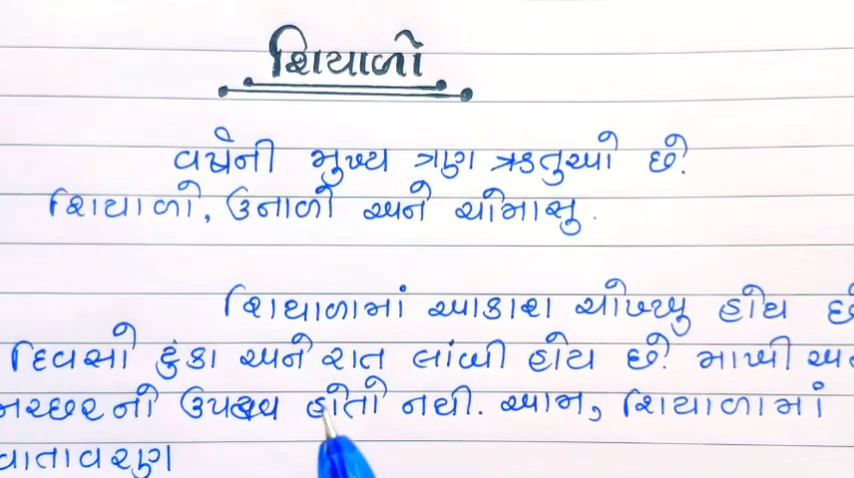 શિયાળો
વર્ષની મુખ્ય ત્રણ ઋતુઓ છે.
શિયાળો, ઉનાળો અને ચોમાસુ.
શિયાળામાં આકાશ ચોખ્ખુ હોય છે
દિવસો ટુંકા અને રાત લાંબી હોય છે. માખી અને
મચ્છરનો ઉપદ્રવ હોતો નથી. આમ, શિયાળામાં
વાતાવરણ